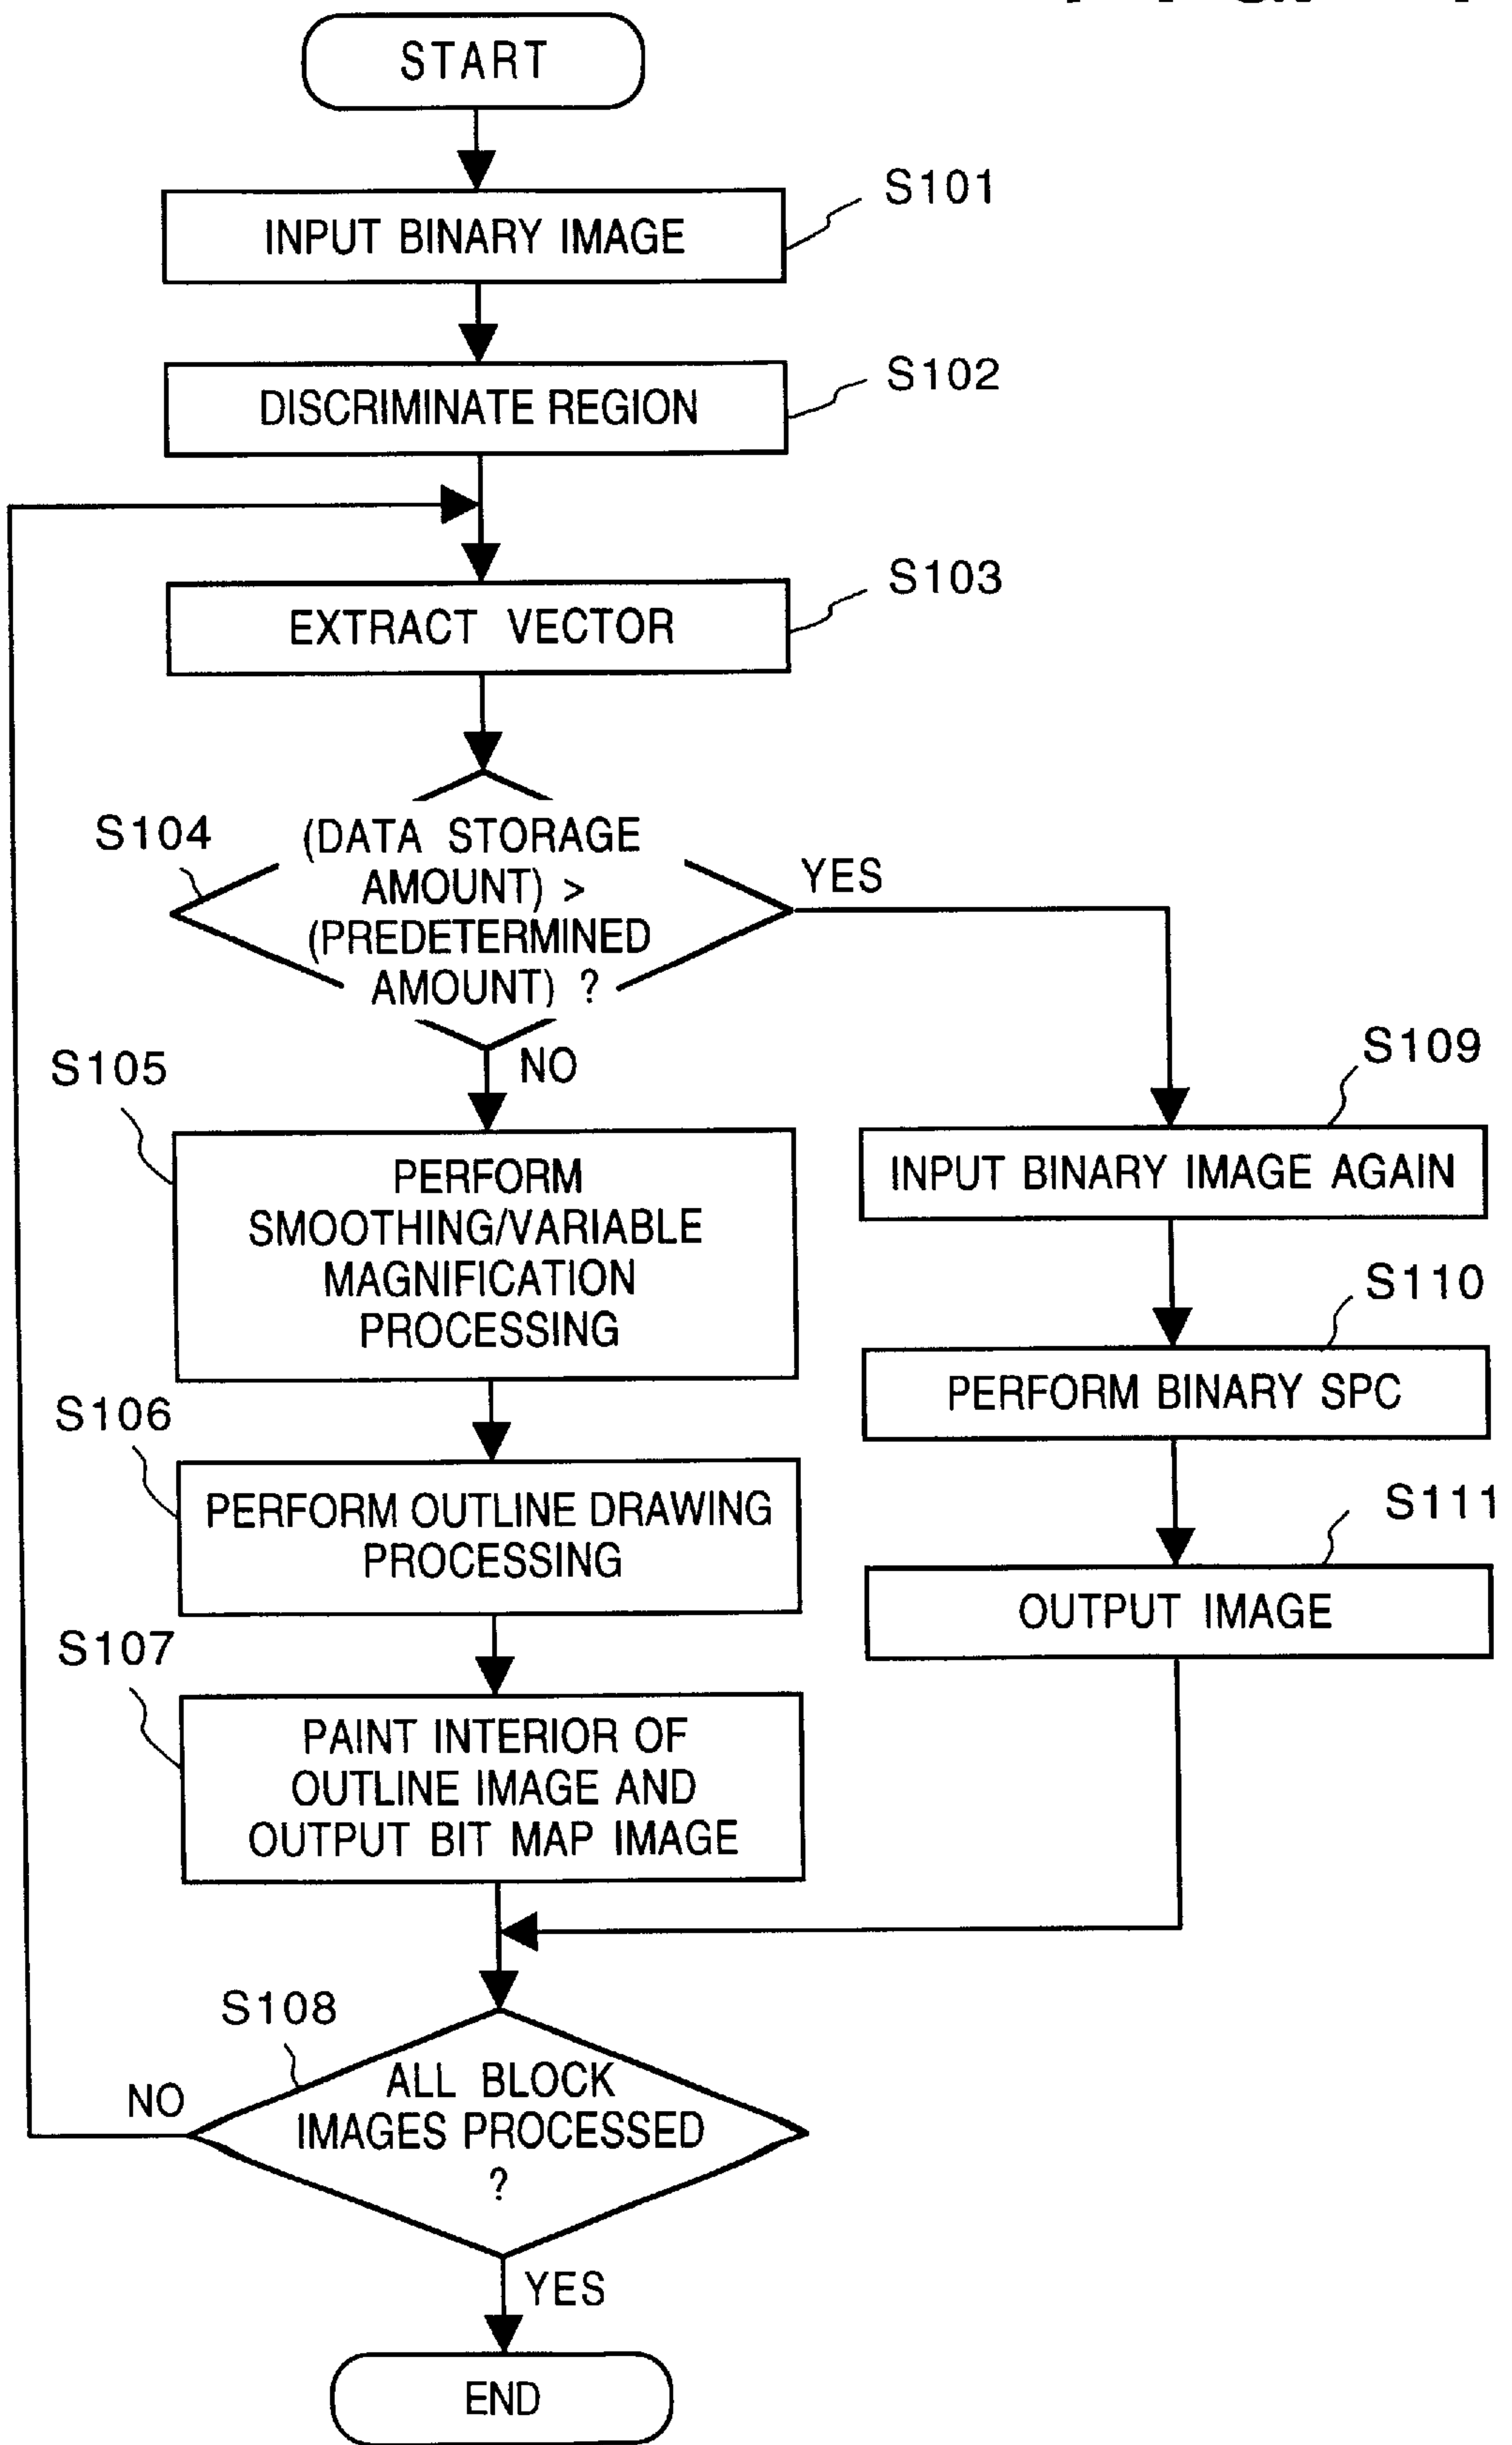 START
S101
INPUT BINARY IMAGE
S102
DISCRIMINATE REGION
S103
EXTRACT VECTOR
S104
(DATA STORAGE
AMOUNT) >
(PREDETERMINED
AMOUNT) ?
YES
NO
S105
PERFORM
SMOOTHING/VARIABLE
MAGNIFICATION
PROCESSING
S106
PERFORM OUTLINE DRAWING
PROCESSING
S107
PAINT INTERIOR OF
OUTLINE IMAGE AND
OUTPUT BIT MAP IMAGE
S109
INPUT BINARY IMAGE AGAIN
S110
PERFORM BINARY SPC
S111
OUTPUT IMAGE
S108
ALL BLOCK
IMAGES PROCESSED
?
NO
YES
END